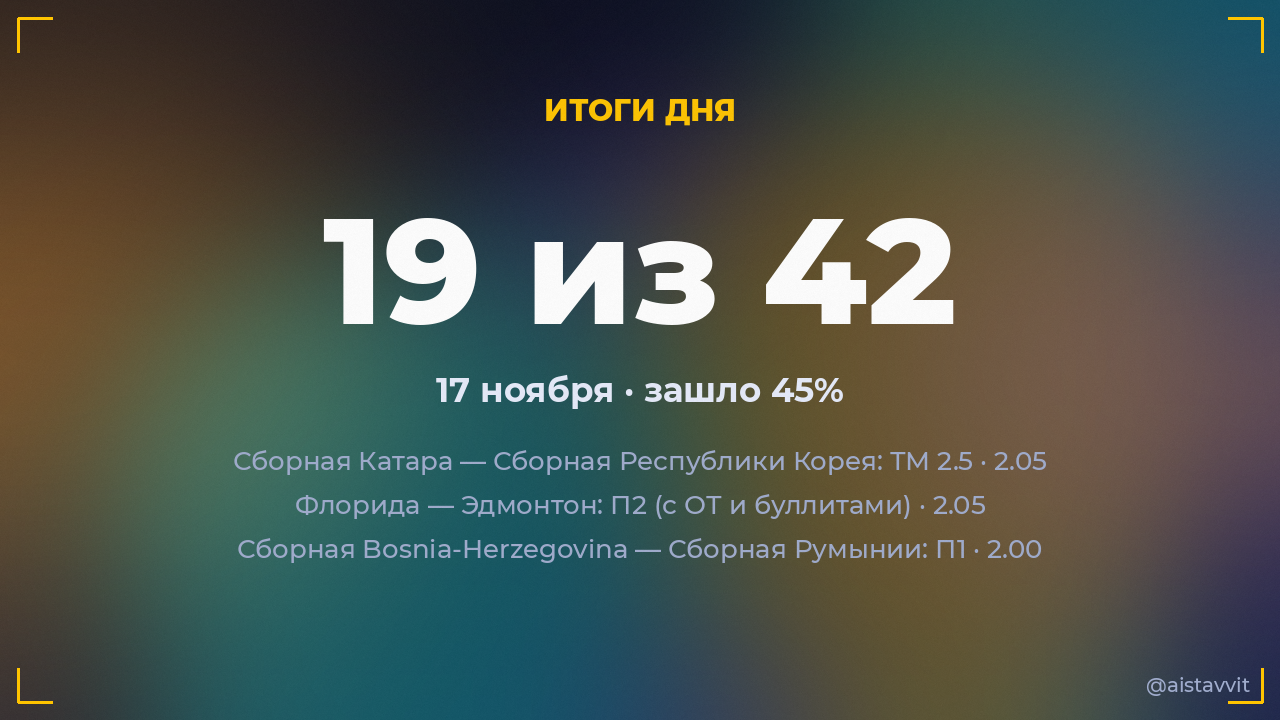 ИТОГИ ДНЯ
19 из 42
17 ноября · зашло 45%
Сборная Катара — Сборная Республики Корея: ТМ 2.5 · 2.05
Флорида — Эдмонтон: П2 (с ОТ и буллитами) · 2.05
Сборная Bosnia-Herzegovina — Сборная Румынии: П1 · 2.00
@aistavvit